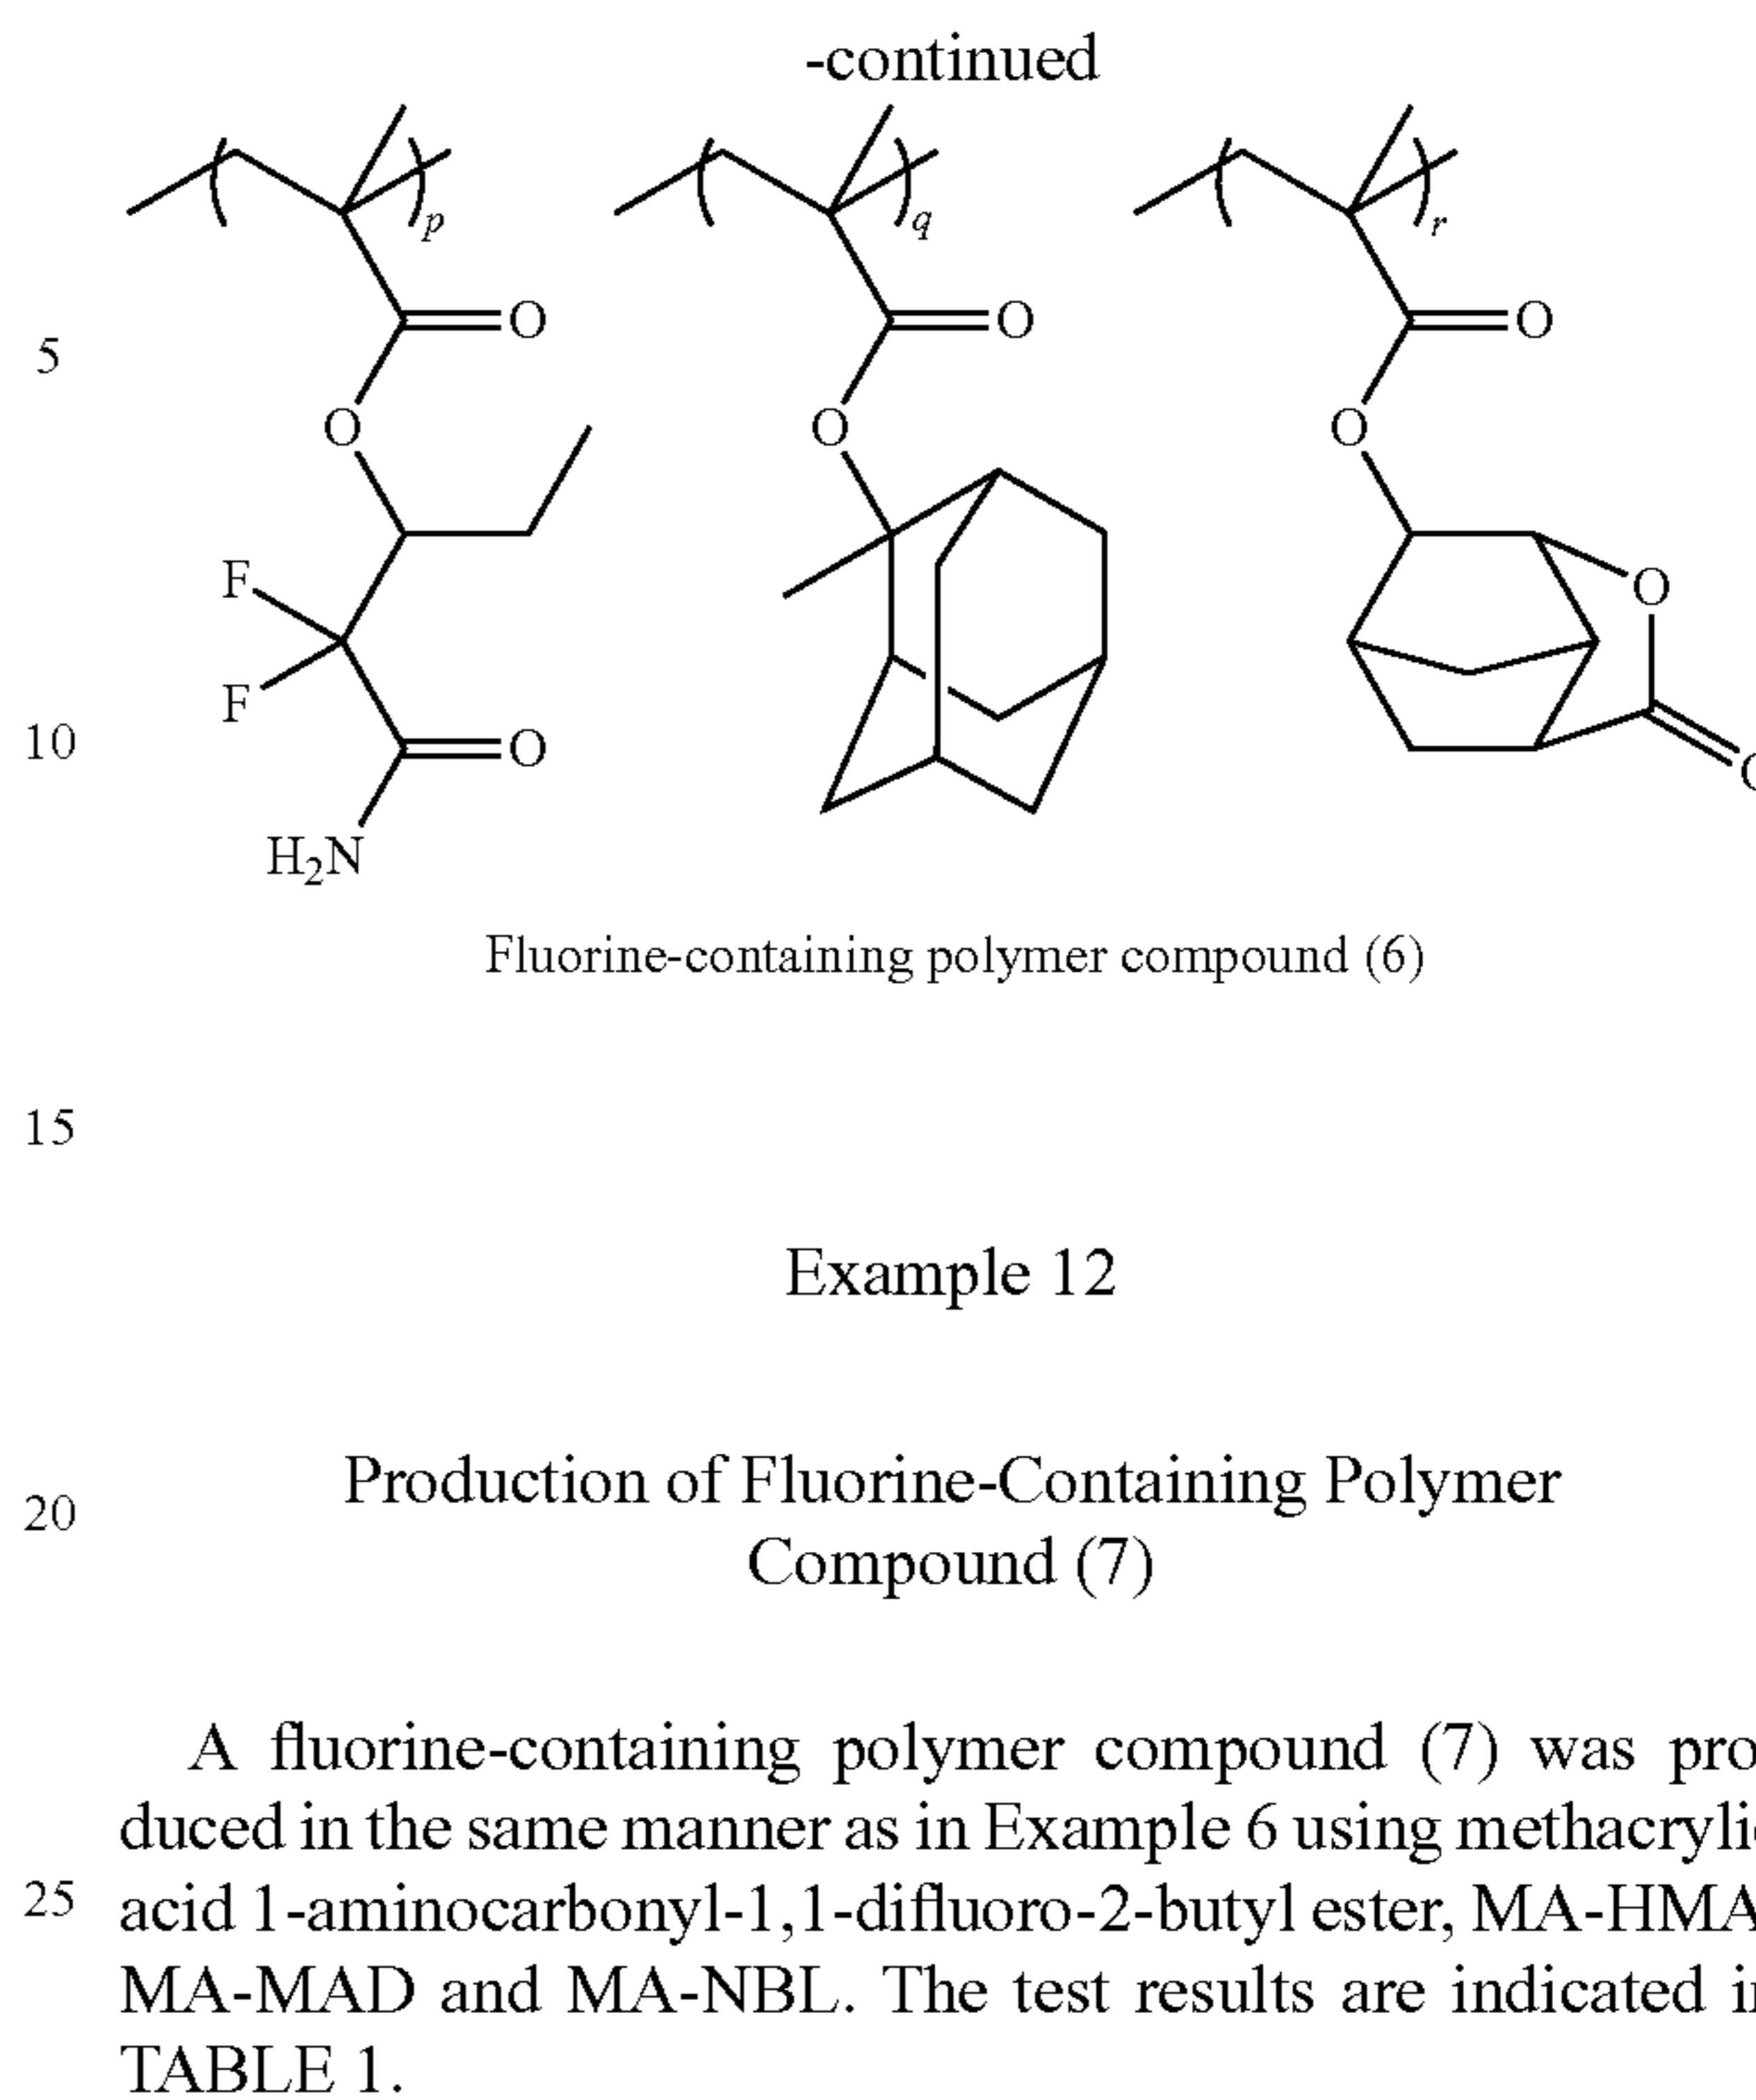 -continued
p q r
O O O
5
O O O
F
O
F
10
O
H2N
Fluorine-containing polymer compound (6)
15
Example 12
20
Production of Fluorine-Containing Polymer
Compound (7)
A fluorine-containing polymer compound (7) was pro
duced in the same manner as in Example 6 using
25
acid 1-aminocarbonyl-1,1-difluoro-2-butyl ester, MA-HMA
MA-MAD and MA-NBL. The test results are indicated
TABLE 1.